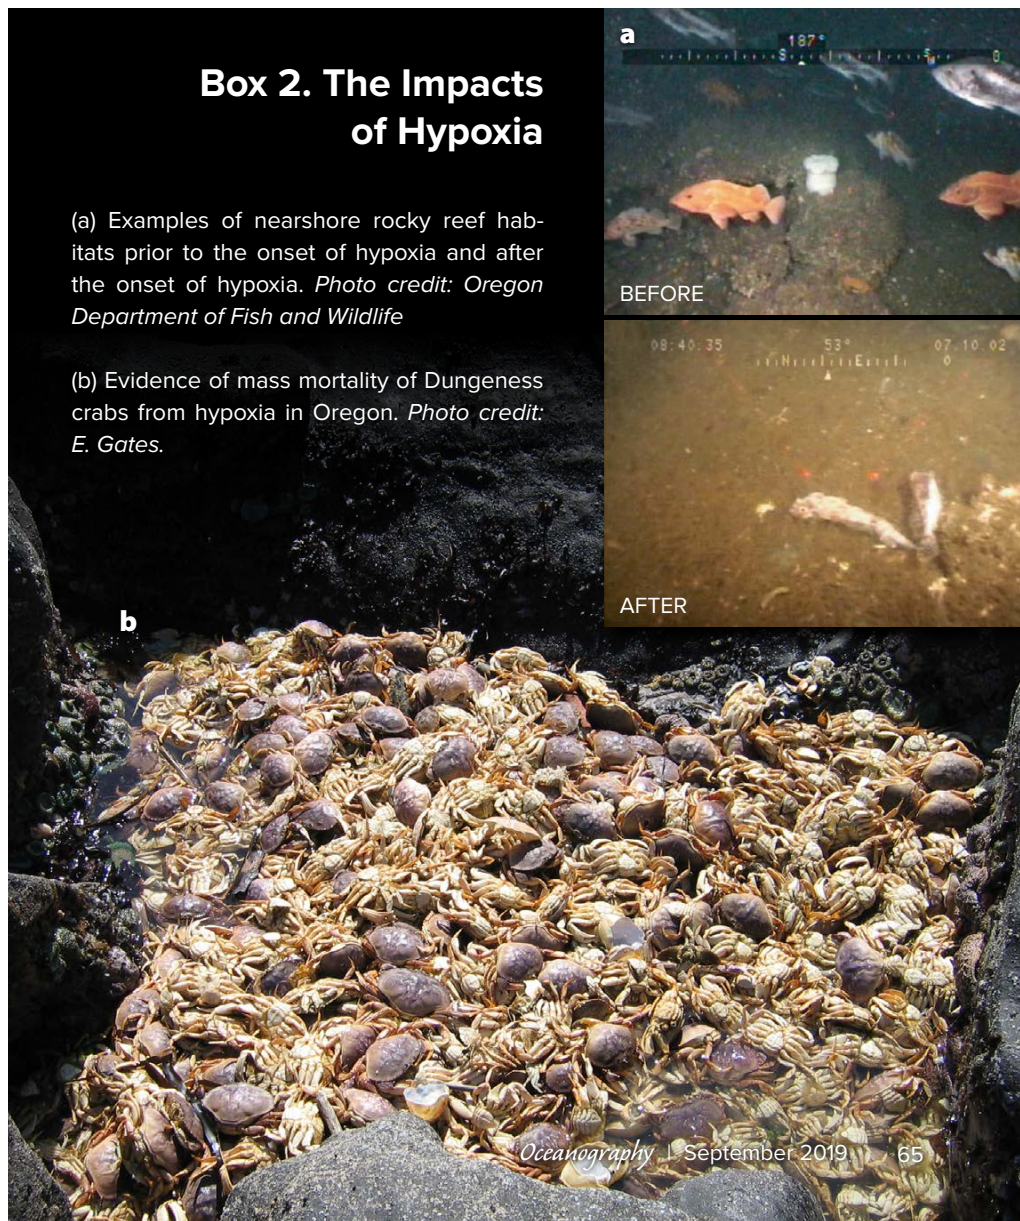 Box 2. The Impacts
of Hypoxia
(a) Examples of nearshore rocky reef hab-
itats prior to the onset of hypoxia and after
the onset of hypoxia. Photo credit: Oregon
Department of Fish and Wildlife
(b) Evidence of mass mortality of Dungeness
crabs from hypoxia in Oregon. Photo credit:
E. Gates.
a
187°
S
0
BEFORE
08:40:35 53° 07.10.02
N E 0
AFTER
b
Oceanography | September 2019 | 65